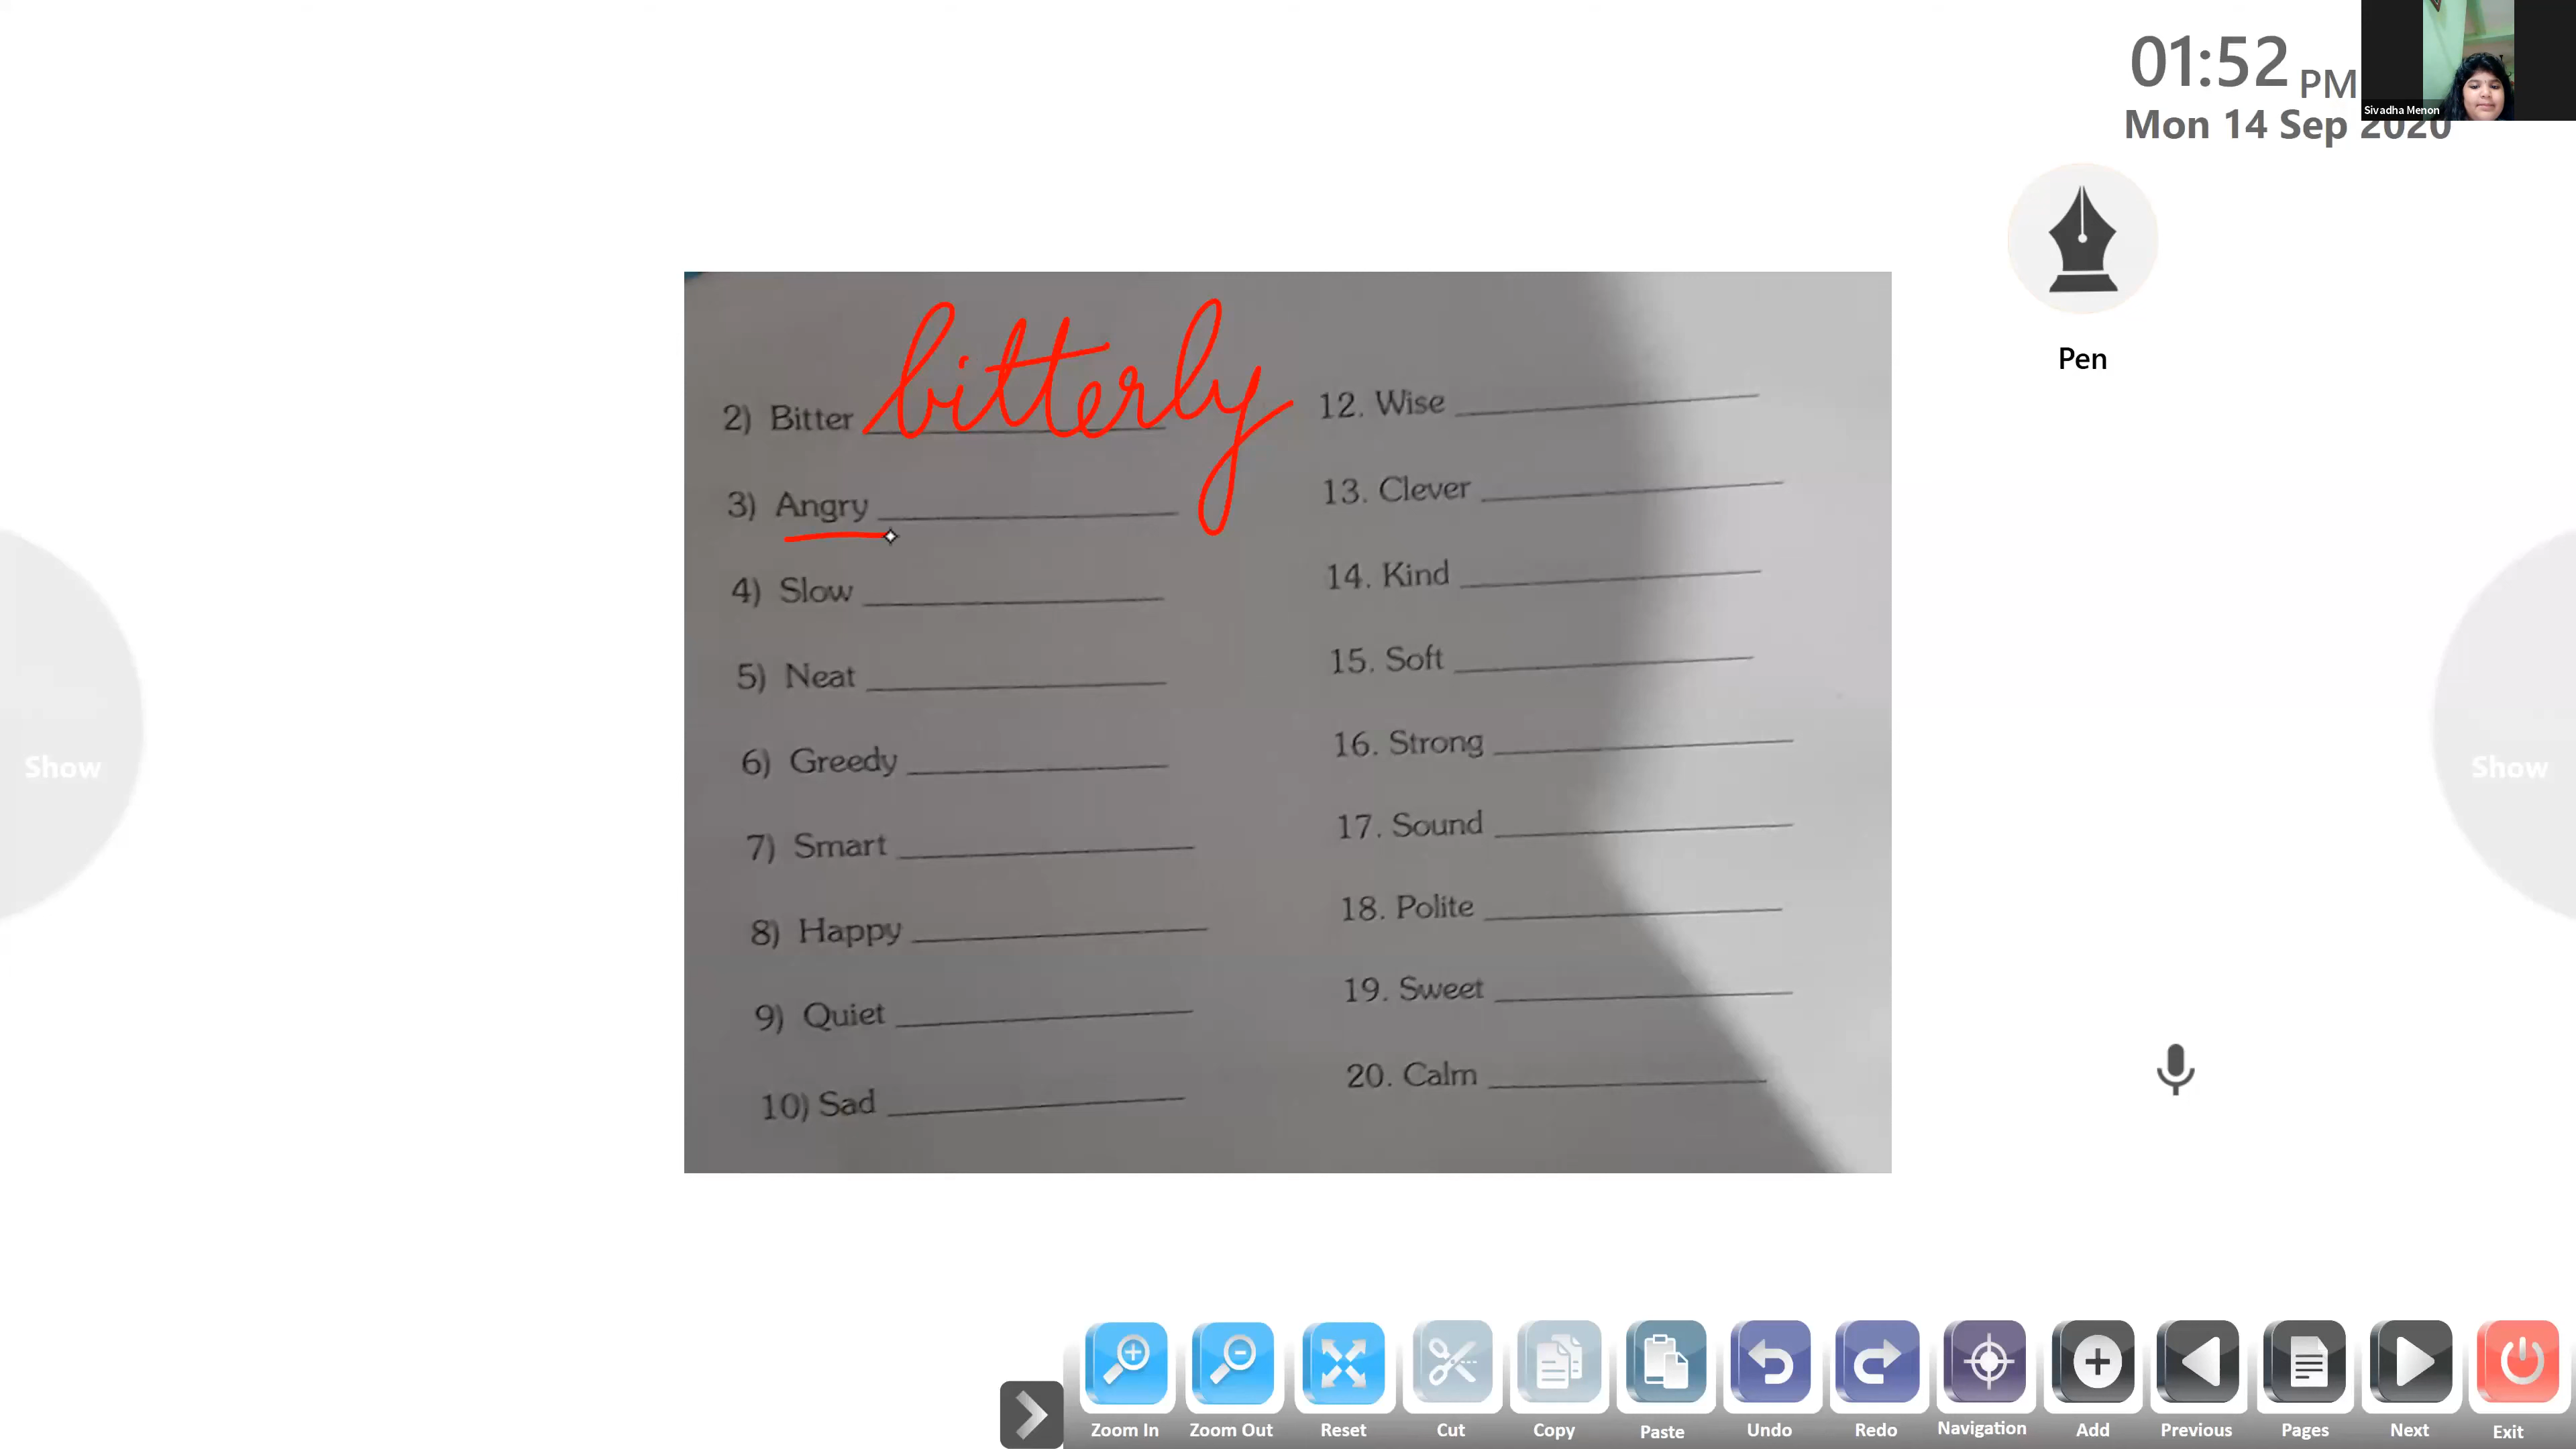 01:52 PM
Mon 14 Sep 2020
Sivadha Menon
Pen
2) Bitter bitterly
3) Angry
4) Slow
5) Neat
6) Greedy
7) Smart
8) Happy
9) Quiet
10) Sad
12. Wise
13. Clever
14. Kind
15. Soft
16. Strong
17. Sound
18. Polite
19. Sweet
20. Calm
Show
Show
Zoom In Zoom Out Reset Cut Copy Paste Undo Redo Navigation Add Previous Pages Next Exit